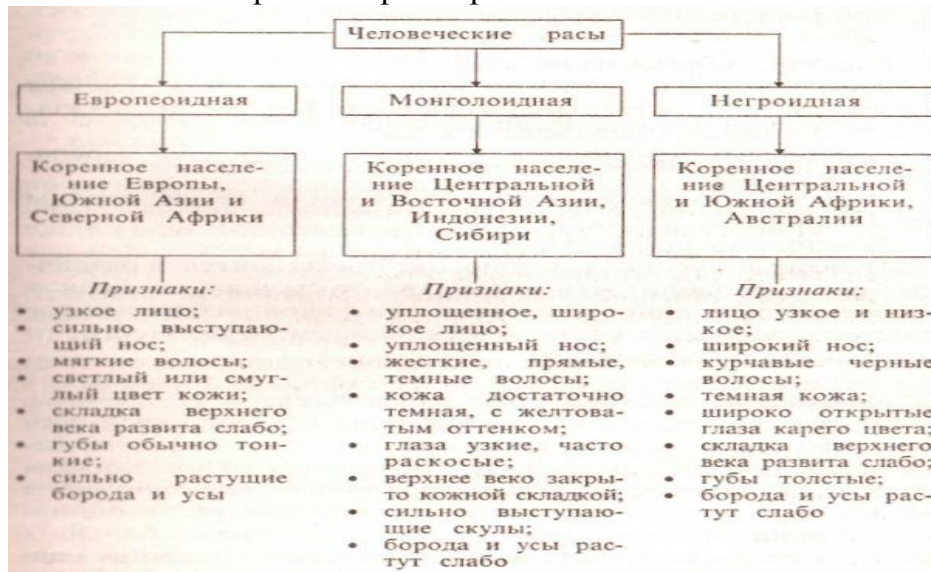 Человеческие расы
Европеоидная
Монголоидная
Негроидная
Коренное населе-
ние Европы,
Южной Азии и
Северной Африки
Коренное населе-
ние Центральной
и Восточной Азии,
Индонезии,
Сибири
Коренное населе-
ние Центральной
и Южной Африки,
Австралии
Признаки:
• узкое лицо;
• сильно выступаю-
щий нос;
• мягкие волосы;
• светлый или смуг-
лый цвет кожи;
• складка верхнего
века развита слабо;
• губы обычно тон-
кие;
• сильно растущие
борода и усы
Признаки:
• уплощенное, широ-
кое лицо;
• уплощенный нос;
• жесткие, прямые,
темные волосы;
• кожа достаточно
темная, с желтова-
тым оттенком;
• глаза узкие, часто
раскосые;
• верхнее веко закры-
то кожной складкой;
• сильно выступаю-
щие скулы;
• борода и усы рас-
тут слабо
Признаки:
• лицо узкое и низ-
кое;
• широкий нос;
• курчавые черные
волосы;
• темная кожа;
• широко открытые
глаза карего цвета;
• складка верхнего
века развита слабо;
• губы толстые;
• борода и усы рас-
тут слабо